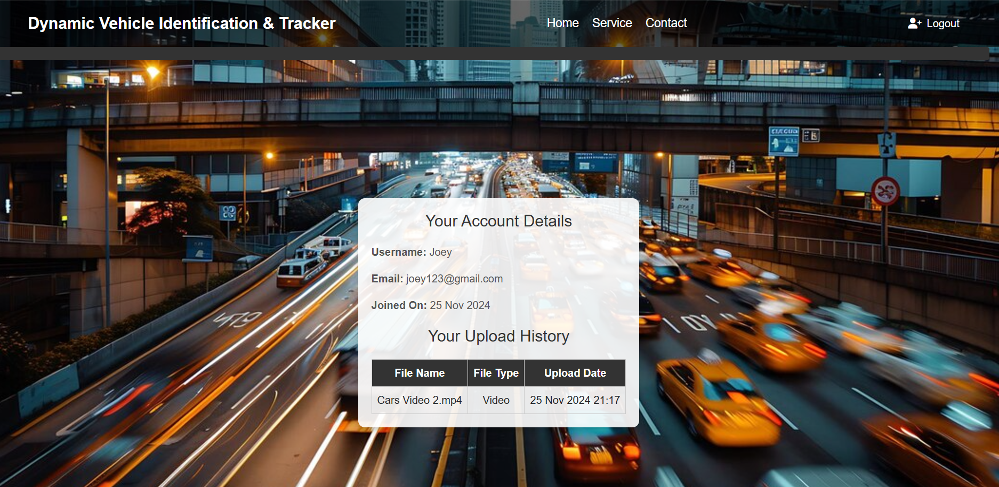 Dynamic Vehicle Identification & Tracker
Home Service Contact
Logout
Your Account Details
Username: Joey
Email: joey123@gmail.com
Joined On: 25 Nov 2024
Your Upload History
File Name File Type Upload Date
Cars Video 2.mp4 Video 25 Nov 2024 21:17